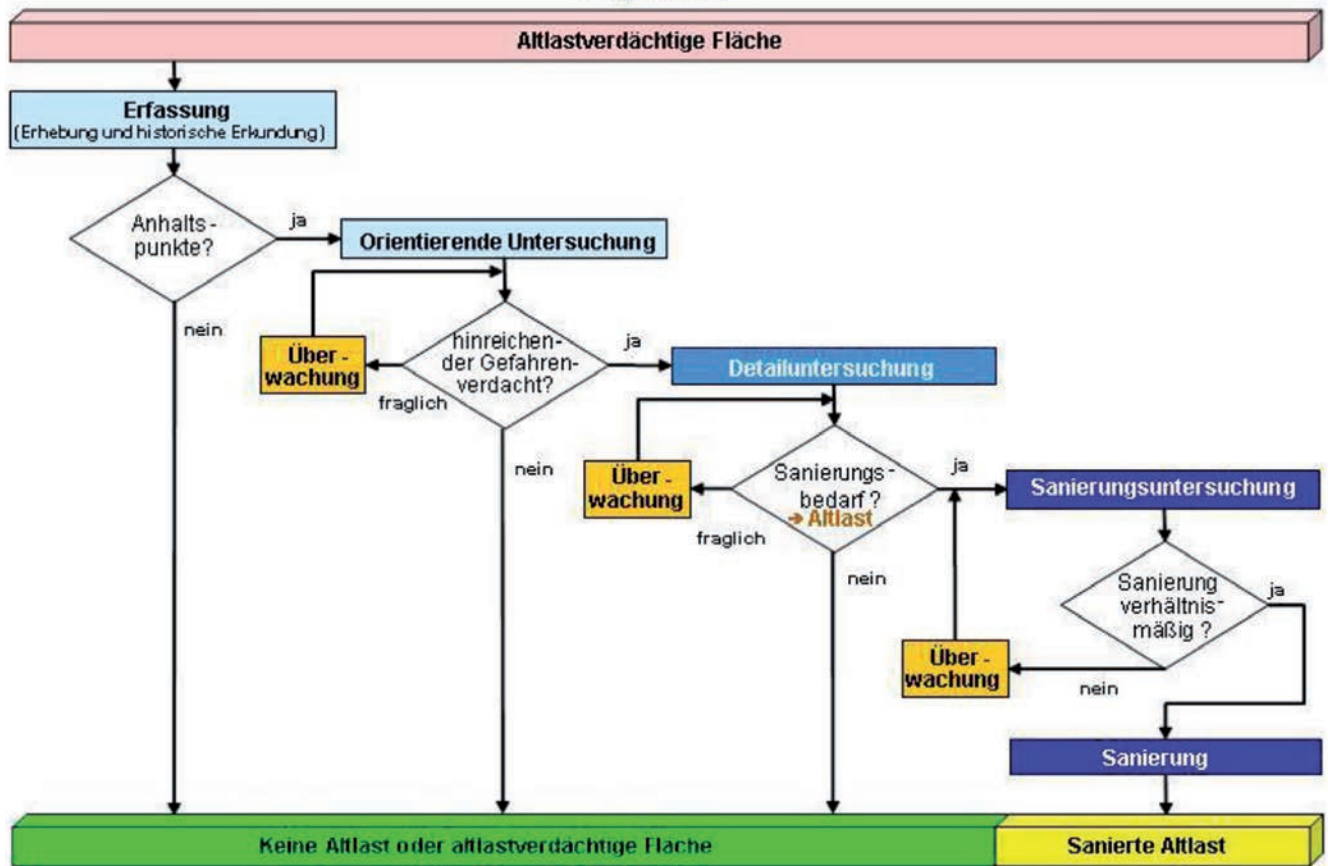 Altlastverdächtige Fläche
Erfassung
(Erhebung und historische Erkundung)
Anhalts-
punkte?
ja
nein
Orientierende Untersuchung
Über-
wachung
hinreichen-
der Gefahren-
verdacht?
fraglich
ja
nein
Detailuntersuchung
Über-
wachung
Sanierungs-
bedarf?
➔ Altlast
fraglich
ja
nein
Sanierungsuntersuchung
Sanierung
verhältnis-
mäßig ?
ja
nein
Über-
wachung
Sanierung
Keine Altlast oder altlastverdächtige Fläche
Sanierte Altlast